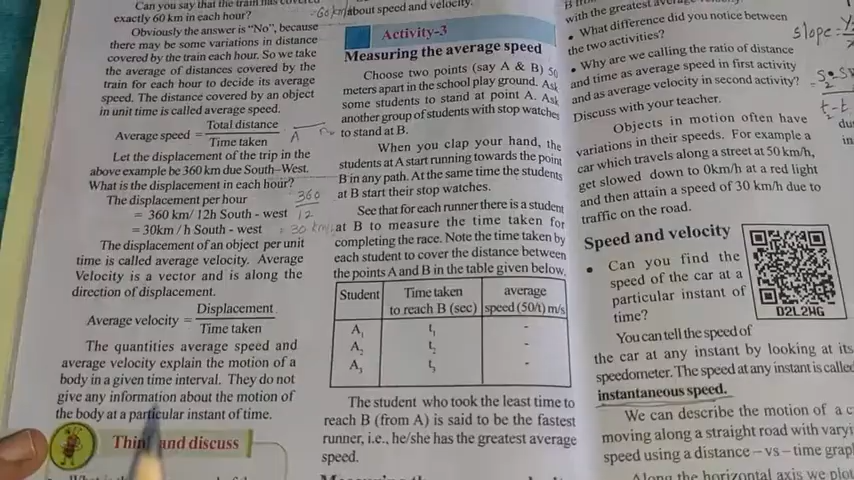 Can you say that the train has covered
exactly 60 km in each hour?
Obviously the answer is “No”, because
there may be some variations in distance
covered by the train each hour. So we take
the average of distances covered by the
train for each hour to decide its average
speed. The distance covered by an object
in unit time is called average speed.
Average speed = Total distance
Time taken
A
Let the displacement of the trip in the
above example be 360 km due South-West.
What is the displacement in each hour?
The displacement per hour
= 360 km/ 12h South - west
= 30km / h South - west
360
12
= 30 km/
The displacement of an object per unit
time is called average velocity. Average
Velocity is a vector and is along the
direction of displacement.
Average velocity = Displacement
Time taken
The quantities average speed and
average velocity explain the motion of a
body in a given time interval. They do not
give any information about the motion of
the body at a particular instant of time.
Think and discuss
60 km
about speed and velocity.
Activity-3
Measuring the average speed
Choose two points (say A & B) 50
meters apart in the school play ground. Ask
some students to stand at point A. Ask
another group of students with stop watches
to stand at B.
When you clap your hand, the
students at A start running towards the point
B in any path. At the same time the students
at B start their stop watches.
See that for each runner there is a student
at B to measure the time taken for
completing the race. Note the time taken by
each student to cover the distance between
the points A and B in the table given below.
Student Time taken to reach B (sec) average speed (50/t) m/s
A₁ t₁ -
A₂ t₂ -
A₃ t₃ -
The student who took the least time to
reach B (from A) is said to be the fastest
runner, i.e., he/she has the greatest average
speed.
with the greatest average
• What difference did you notice between
the two activities?
• Why are we calling the ratio of distance
and time as average speed in first activity
and as average velocity in second activity?
Discuss with your teacher.
Objects in motion often have
variations in their speeds. For example a
car which travels along a street at 50 km/h,
get slowed down to 0km/h at a red light
and then attain a speed of 30 km/h due to
traffic on the road.
Speed and velocity
• Can you find the
speed of the car at a
particular instant of
time?
D2L2WG
You can tell the speed of
the car at any instant by looking at its
speedometer. The speed at any instant is called
instantaneous speed.
We can describe the motion of a c
moving along a straight road with varyi
speed using a distance – vs – time grap
Along the horizontal axis we plot
slope =